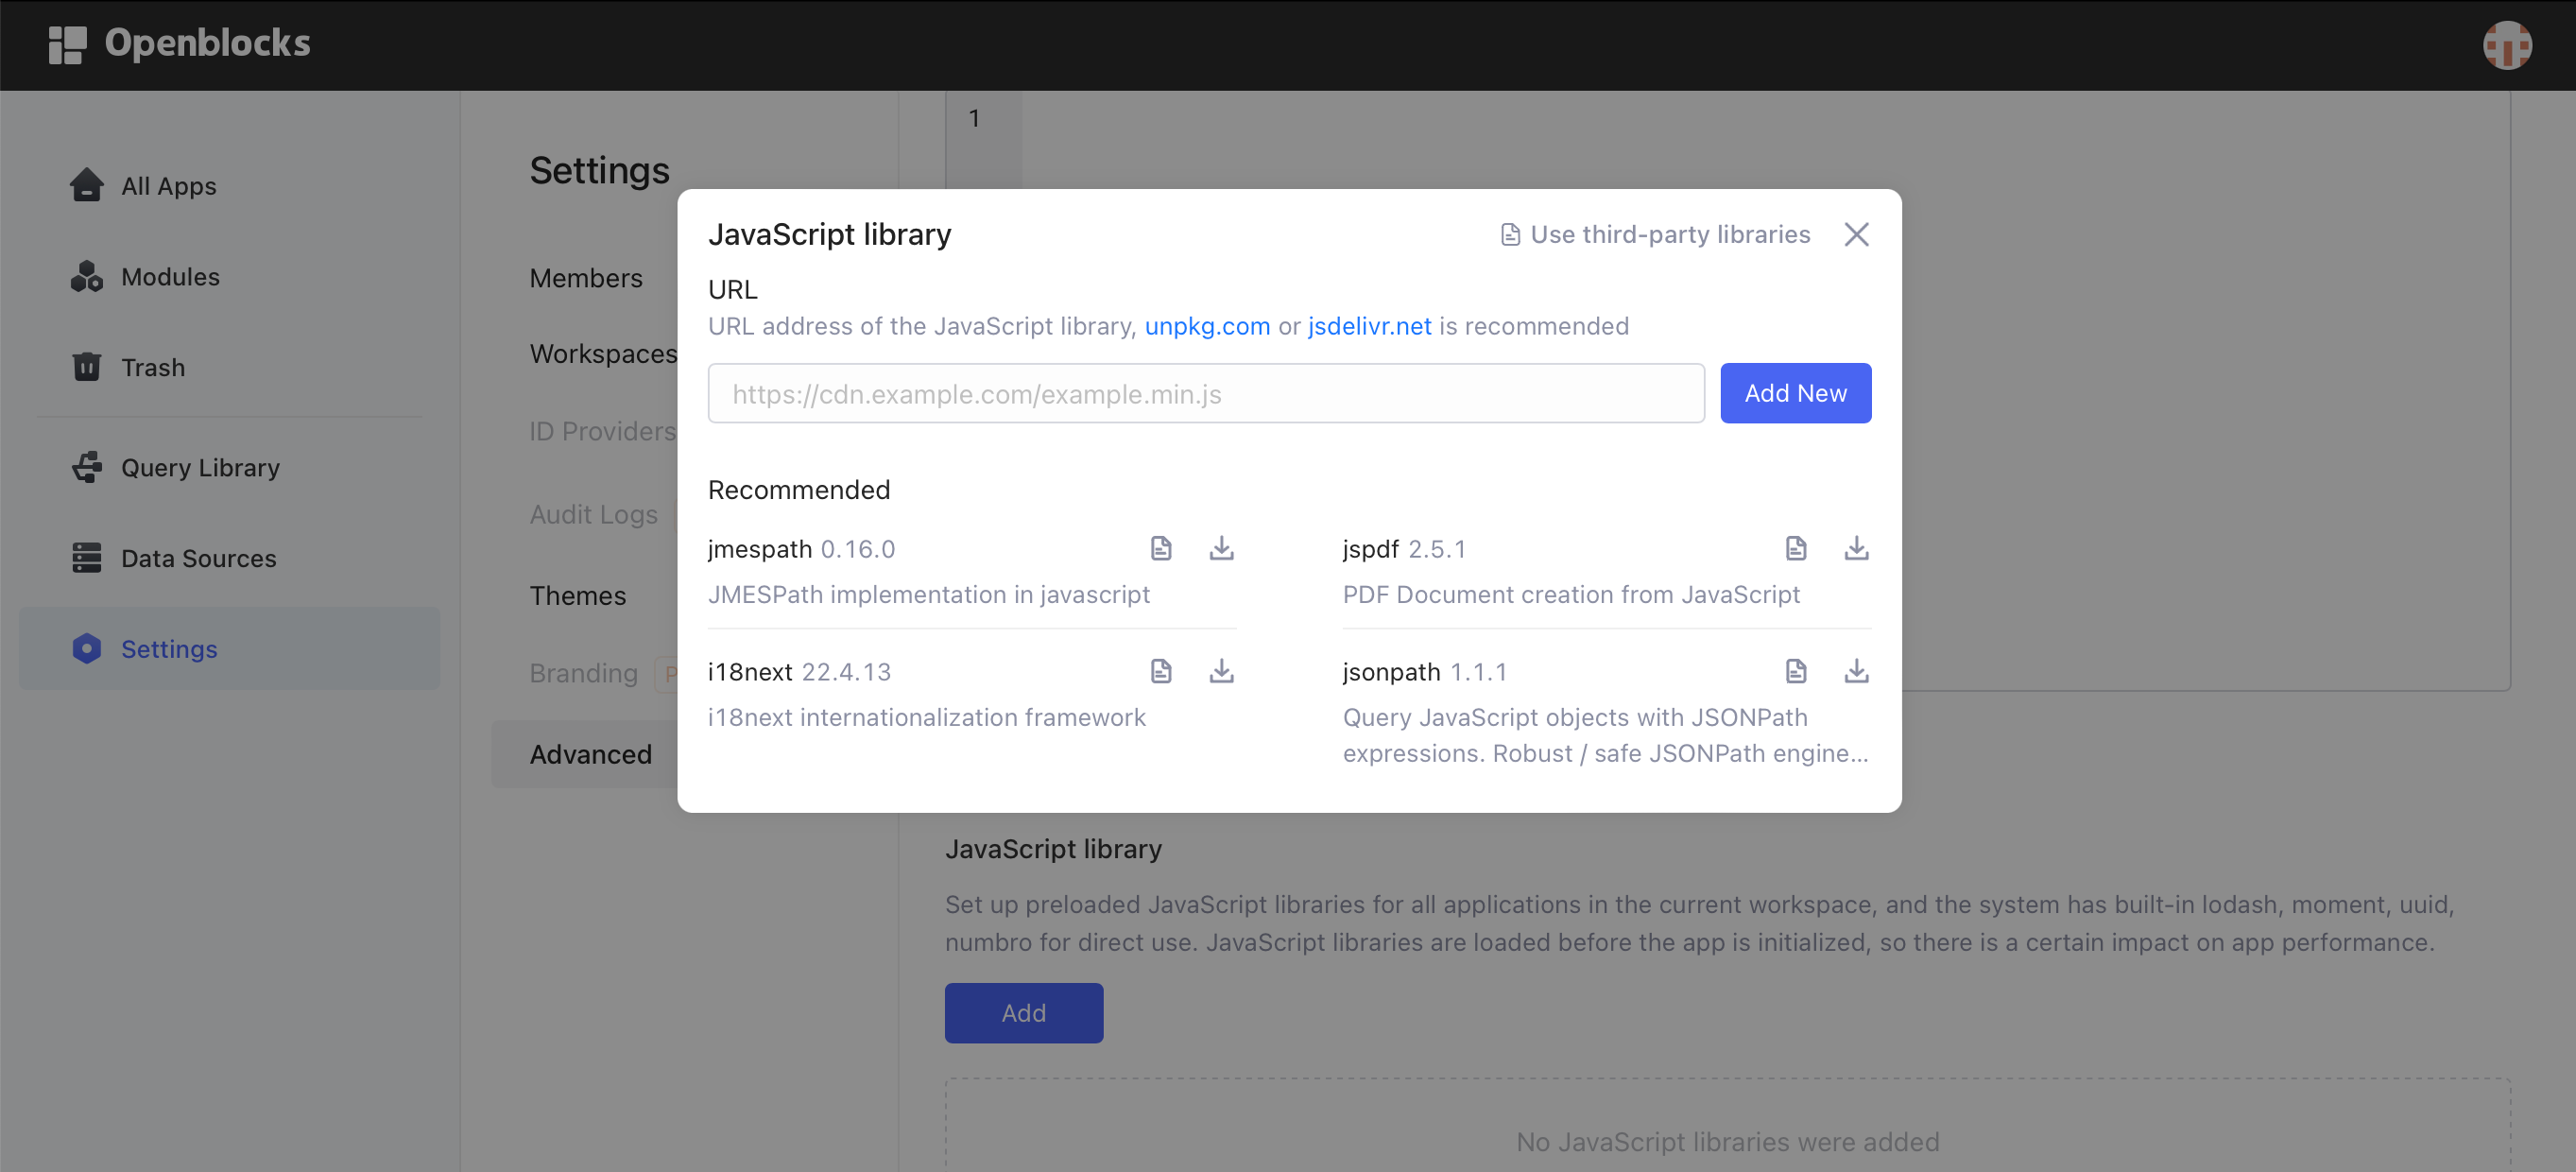 Openblocks
All Apps
Modules
Trash
Query Library
Data Sources
Settings
Settings
Members
Workspaces
ID Providers
Audit Logs
Themes
Branding
Advanced
1
JavaScript library
Use third-party libraries
URL
URL address of the JavaScript library, unpkg.com or jsdelivr.net is recommended
https://cdn.example.com/example.min.js
Add New
Recommended
jmespath 0.16.0
JMESPath implementation in javascript
jspdf 2.5.1
PDF Document creation from JavaScript
i18next 22.4.13
i18next internationalization framework
jsonpath 1.1.1
Query JavaScript objects with JSONPath
expressions. Robust / safe JSONPath engine...
JavaScript library
Set up preloaded JavaScript libraries for all applications in the current workspace, and the system has built-in lodash, moment, uuid,
numbro for direct use. JavaScript libraries are loaded before the app is initialized, so there is a certain impact on app performance.
Add
No JavaScript libraries were added